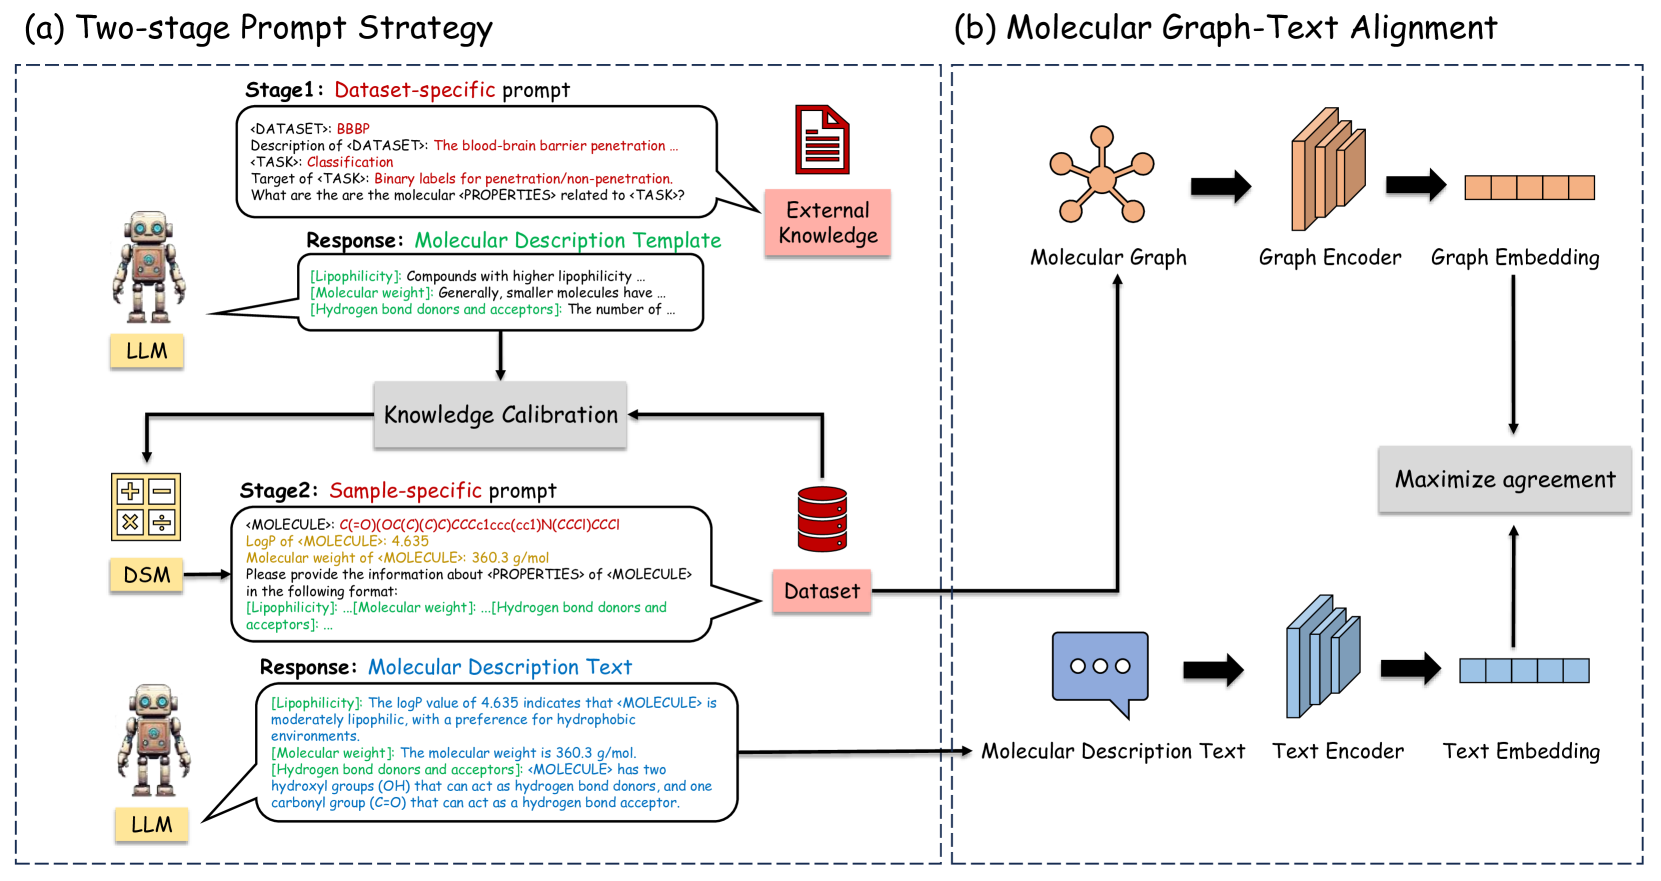 (a) Two-stage Prompt Strategy
Stage1: Dataset-specific prompt
<DATASET>: BBBP
Description of <DATASET>: The blood-brain barrier penetration ...
<TASK>: Classification
Target of <TASK>: Binary labels for penetration/non-penetration.
What are the are the molecular <PROPERTIES> related to <TASK>?
External
Knowledge
Response: Molecular Description Template
[Lipophilicity]: Compounds with higher lipophilicity ...
[Molecular weight]: Generally, smaller molecules have ...
[Hydrogen bond donors and acceptors]: The number of ...
LLM
Knowledge Calibration
Stage2: Sample-specific prompt
<MOLECULE>: C(=O)(OC(C)(C)C)CCCc1ccc(cc1)N(CCCl)CCCl
LogP of <MOLECULE>: 4.635
Molecular weight of <MOLECULE>: 360.3 g/mol
Please provide the information about <PROPERTIES> of <MOLECULE>
in the following format:
[Lipophilicity]: ...[Molecular weight]: ...[Hydrogen bond donors and
acceptors]: ...
DSM
Dataset
Response: Molecular Description Text
[Lipophilicity]: The logP value of 4.635 indicates that <MOLECULE> is
moderately lipophilic, with a preference for hydrophobic
environments.
[Molecular weight]: The molecular weight is 360.3 g/mol.
[Hydrogen bond donors and acceptors]: <MOLECULE> has two
hydroxyl groups (OH) that can act as hydrogen bond donors, and one
carbonyl group (C=O) that can act as a hydrogen bond acceptor.
LLM
(b) Molecular Graph-Text Alignment
Molecular Graph
Graph Encoder
Graph Embedding
Maximize agreement
Molecular Description Text
Text Encoder
Text Embedding